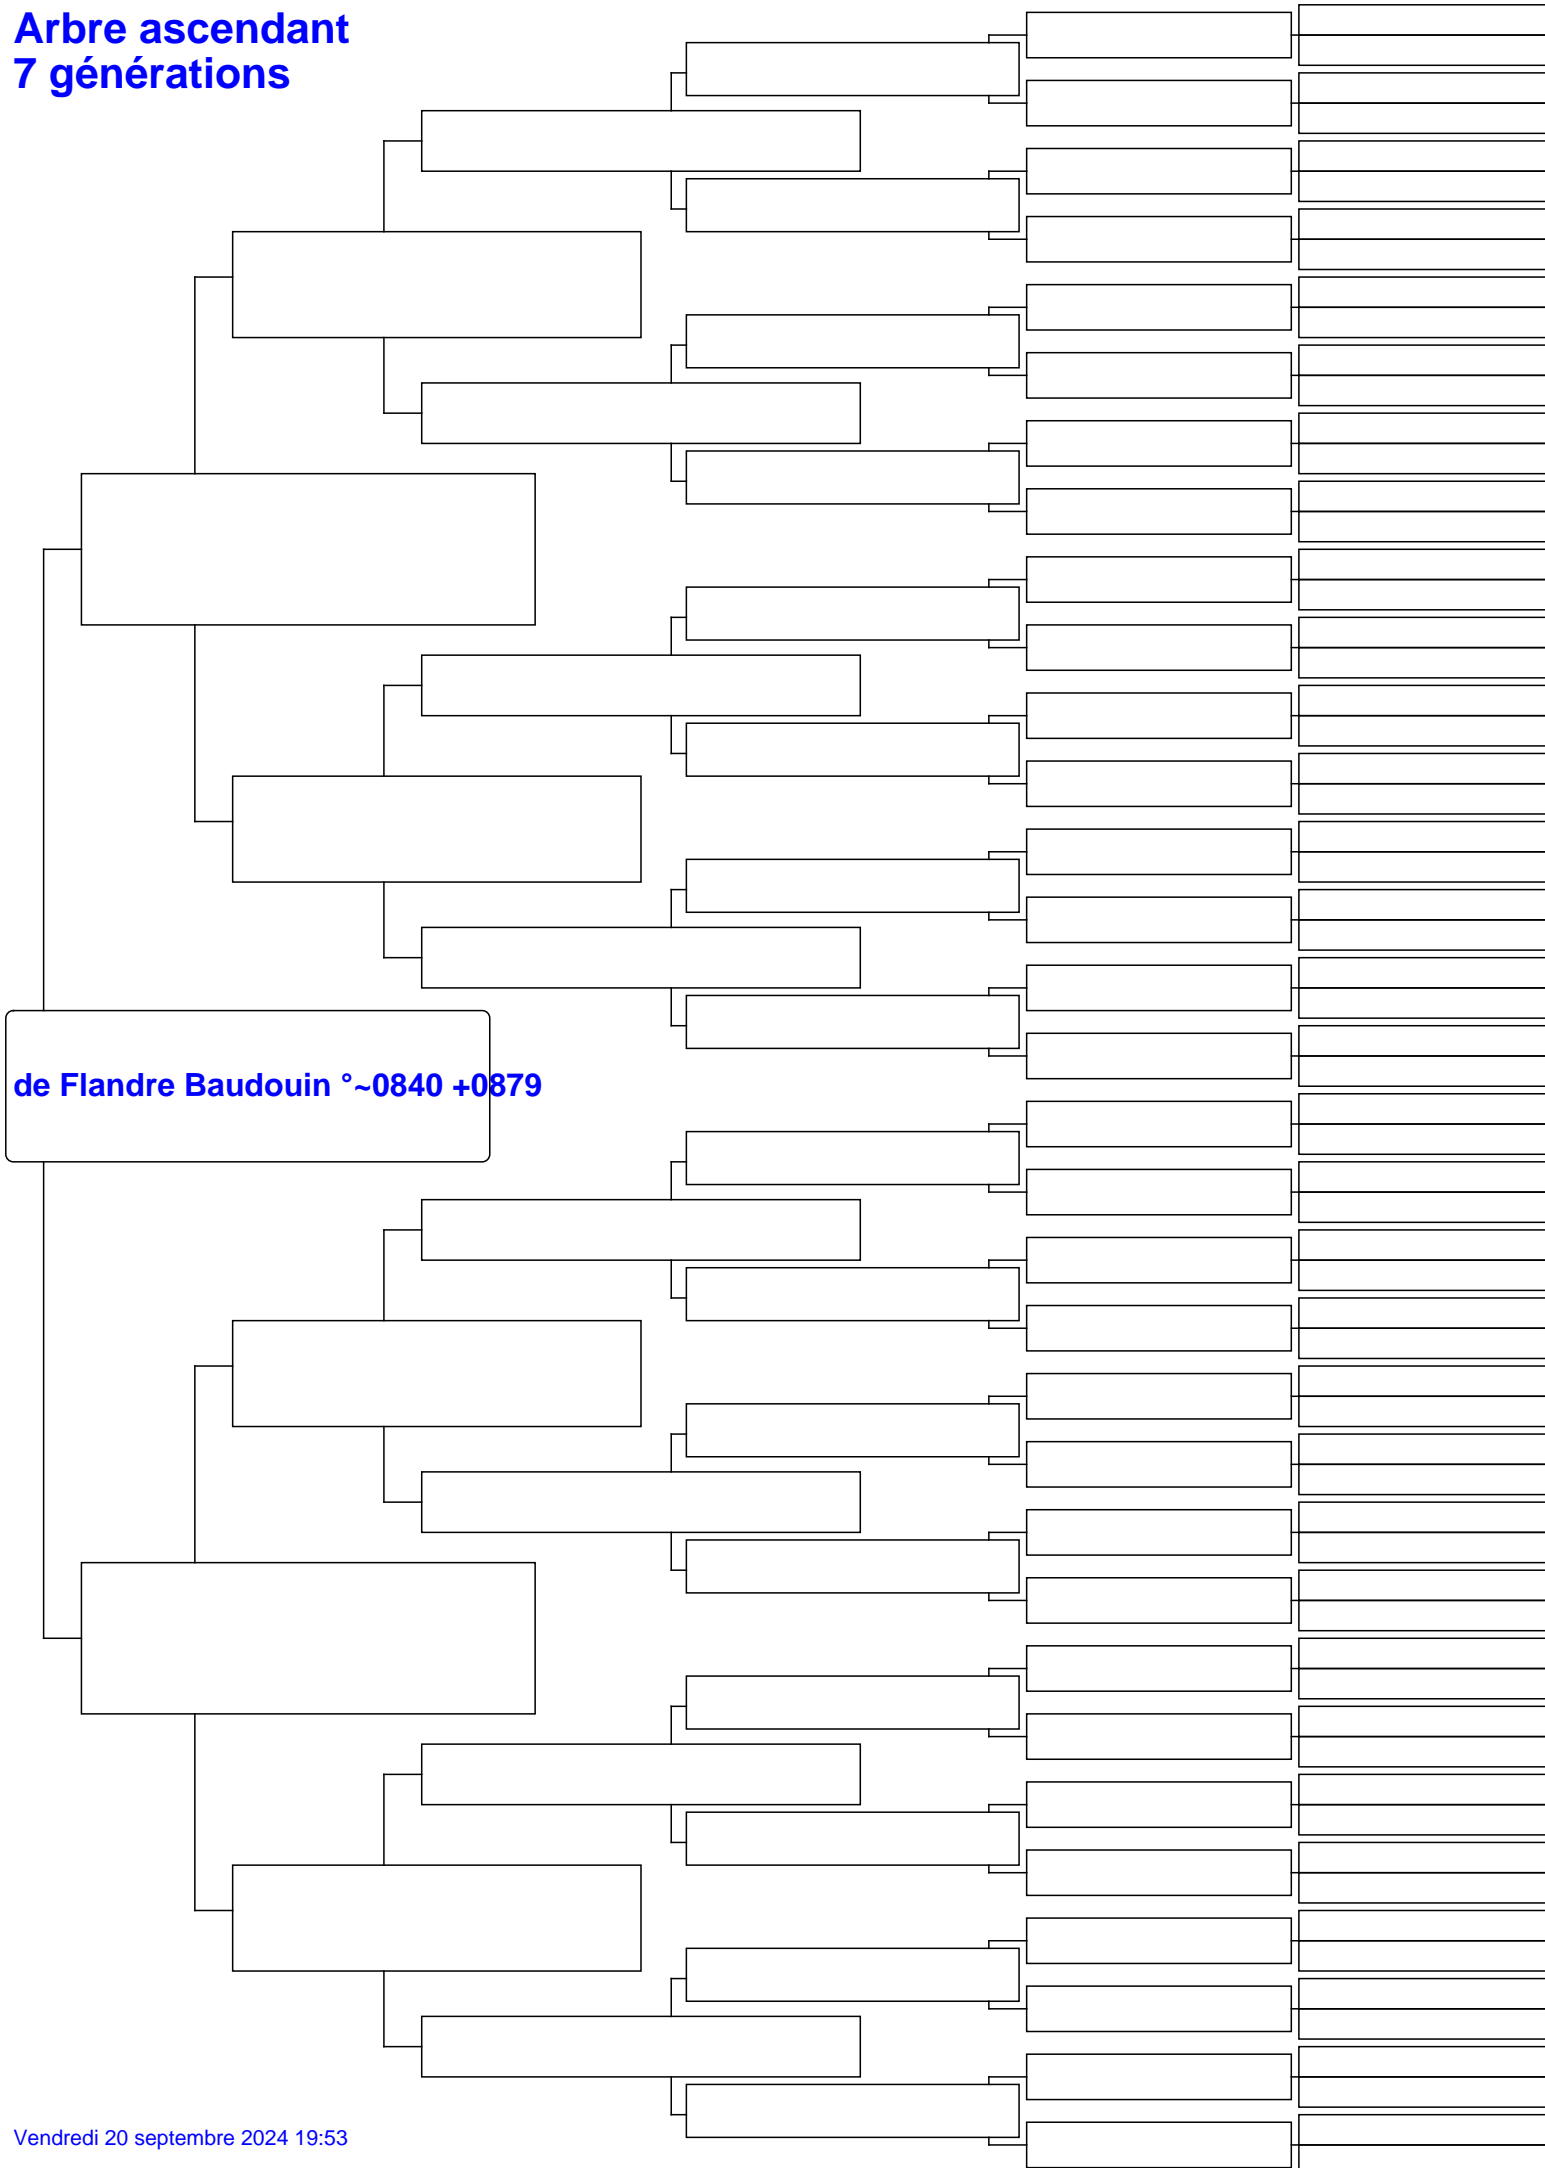 Arbre ascendant
7 générations
de Flandre Baudouin °~0840 +0879
Vendredi 20 septembre 2024 19:53